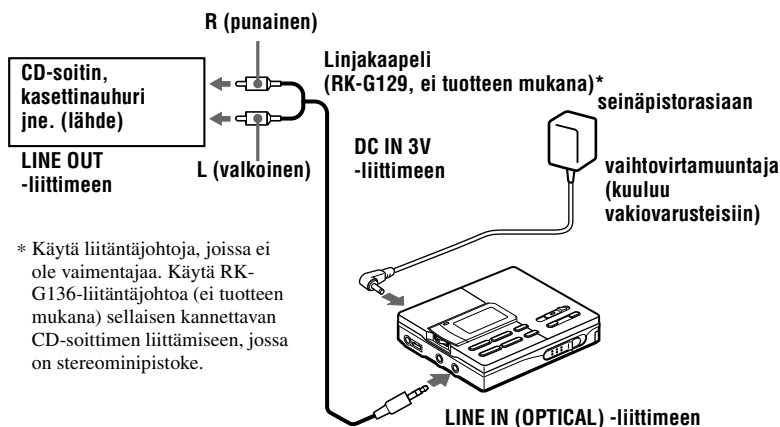 R (punainen)
CD-soitin,
kasettinauhuri
jne. (lähde)
LINE OUT
-liittimeen
L (valkoinen)
Linjakaapeli
(RK-G129, ei tuotteen mukana)*
seinäpistorasiaan
DC IN 3V
-liittimeen
vaihtovirtamuuntaja
(kuuluu
vakiovarusteisiin)
* Käytä liitäntäjohtoja, joissa ei
ole vaimentajaa. Käytä RK-
G136-liitäntäjohtoa (ei tuotteen
mukana) sellaisen kannettavan
CD-soittimen liittämiseen, jossa
on stereominipistoke.
LINE IN (OPTICAL) -liittimeen